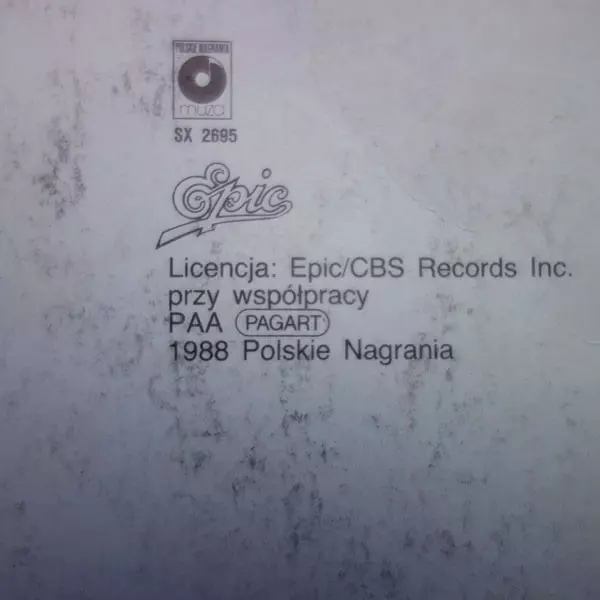 POLSKIE NAGRANIA
muza
SX 2695
Epic
Licencja: Epic/CBS Records Inc.
przy współpracy
PAA PAGART
1988 Polskie Nagrania